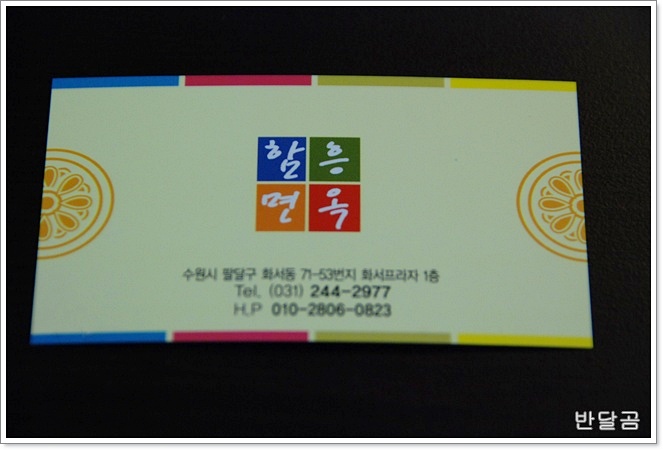 함흥
면옥
수원시 팔달구 화서동 71-53번지 화서프라자 1층
Tel. (031) 244-2977
H.P 010-2806-0823
반달곰